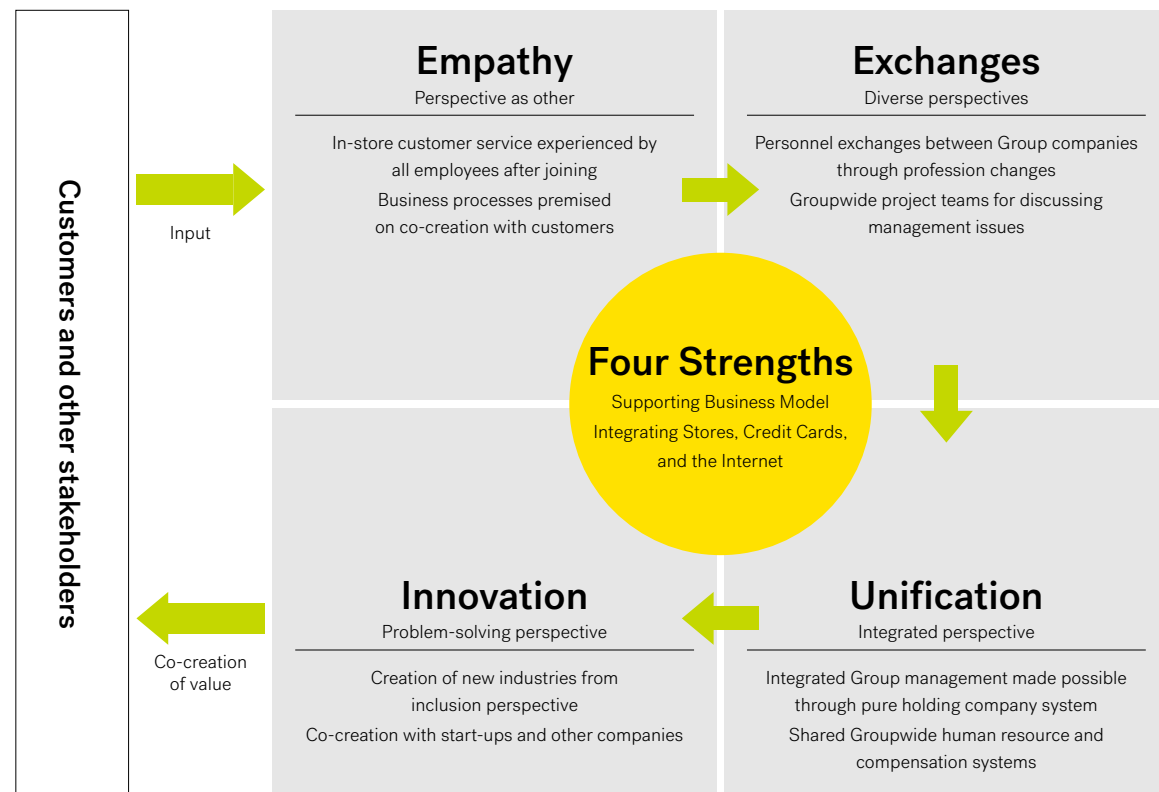 Customers and other stakeholders
Input
Empathy
Perspective as other
In-store customer service experienced by
all employees after joining
Business processes premised
on co-creation with customers
Exchanges
Diverse perspectives
Personnel exchanges between Group companies
through profession changes
Groupwide project teams for discussing
management issues
Four Strengths
Supporting Business Model
Integrating Stores, Credit Cards,
and the Internet
Co-creation
of value
Innovation
Problem-solving perspective
Creation of new industries from
inclusion perspective
Co-creation with start-ups and other companies
Unification
Integrated perspective
Integrated Group management made possible
through pure holding company system
Shared Groupwide human resource and
compensation systems